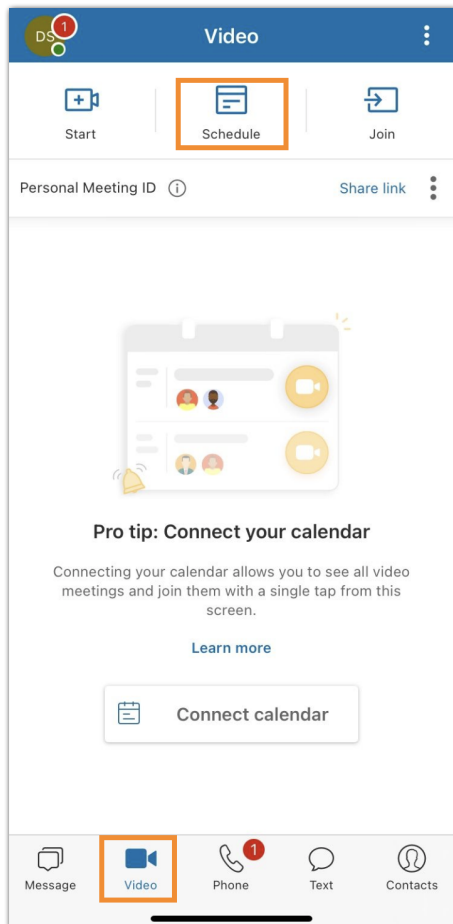 DS 1 Video
Start Schedule Join
Personal Meeting ID Share link
Pro tip: Connect your calendar
Connecting your calendar allows you to see all video
meetings and join them with a single tap from this
screen.
Learn more
Connect calendar
1
Message Video Phone Text Contacts